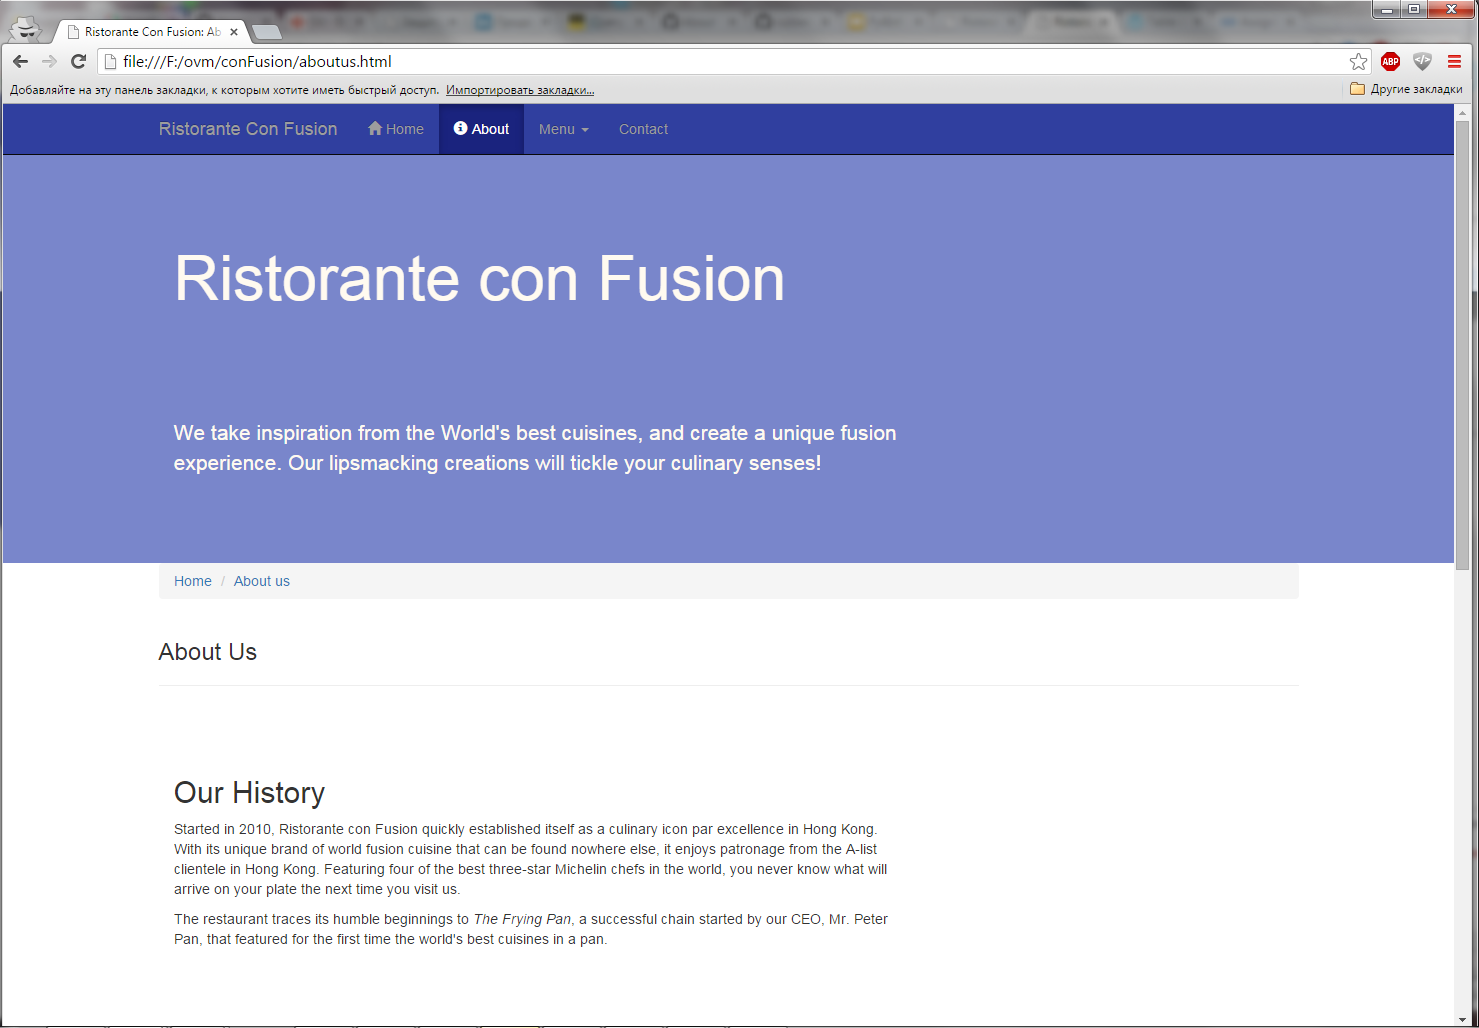 Ristorante Con Fusion: Ab
file:///F:/ovm/conFusion/aboutus.html
ABP
Добавляйте на эту панель закладки, к которым хотите иметь быстрый доступ. Импортировать закладки...
Другие закладки
Ristorante Con Fusion Home About Menu Contact
Ristorante con Fusion
We take inspiration from the World's best cuisines, and create a unique fusion
experience. Our lipsmacking creations will tickle your culinary senses!
Home / About us
About Us
Our History
Started in 2010, Ristorante con Fusion quickly established itself as a culinary icon par excellence in Hong Kong.
With its unique brand of world fusion cuisine that can be found nowhere else, it enjoys patronage from the A-list
clientele in Hong Kong. Featuring four of the best three-star Michelin chefs in the world, you never know what will
arrive on your plate the next time you visit us.
The restaurant traces its humble beginnings to The Frying Pan, a successful chain started by our CEO, Mr. Peter
Pan, that featured for the first time the world's best cuisines in a pan.